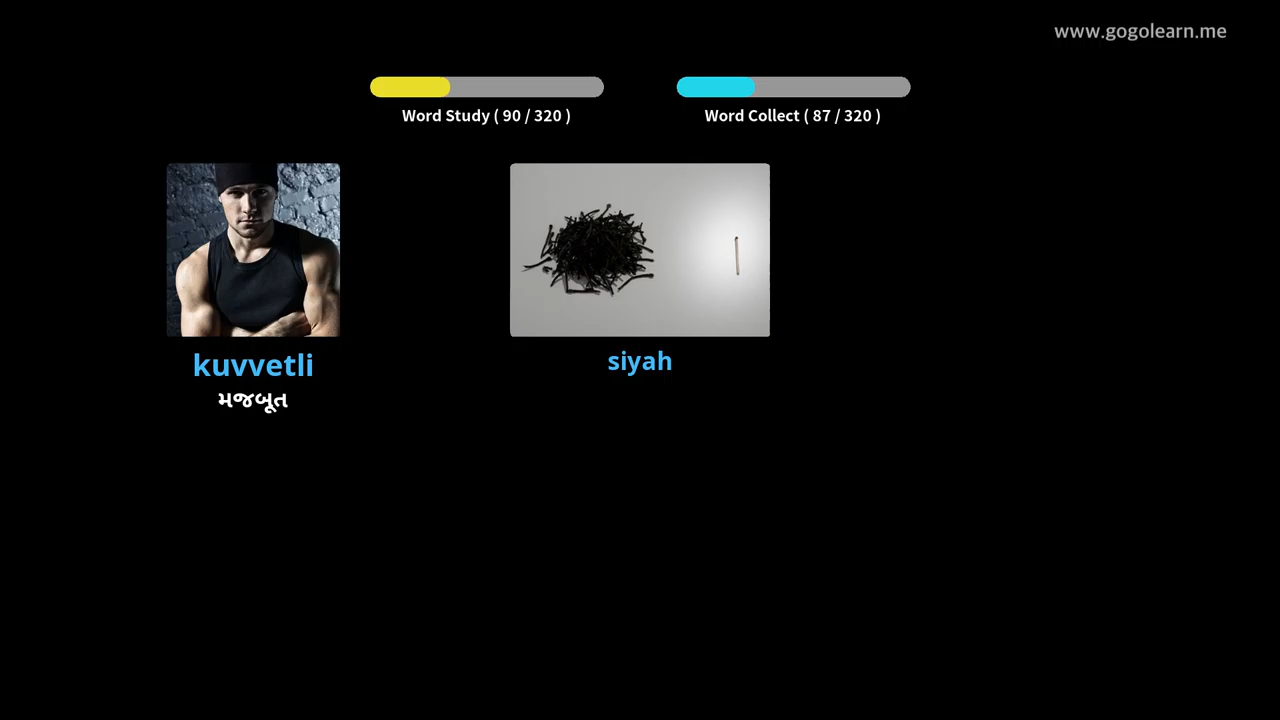 www.gogolearn.me
Word Study ( 90 / 320 )
Word Collect ( 87 / 320 )
kuvvetli
મજબૂત
siyah